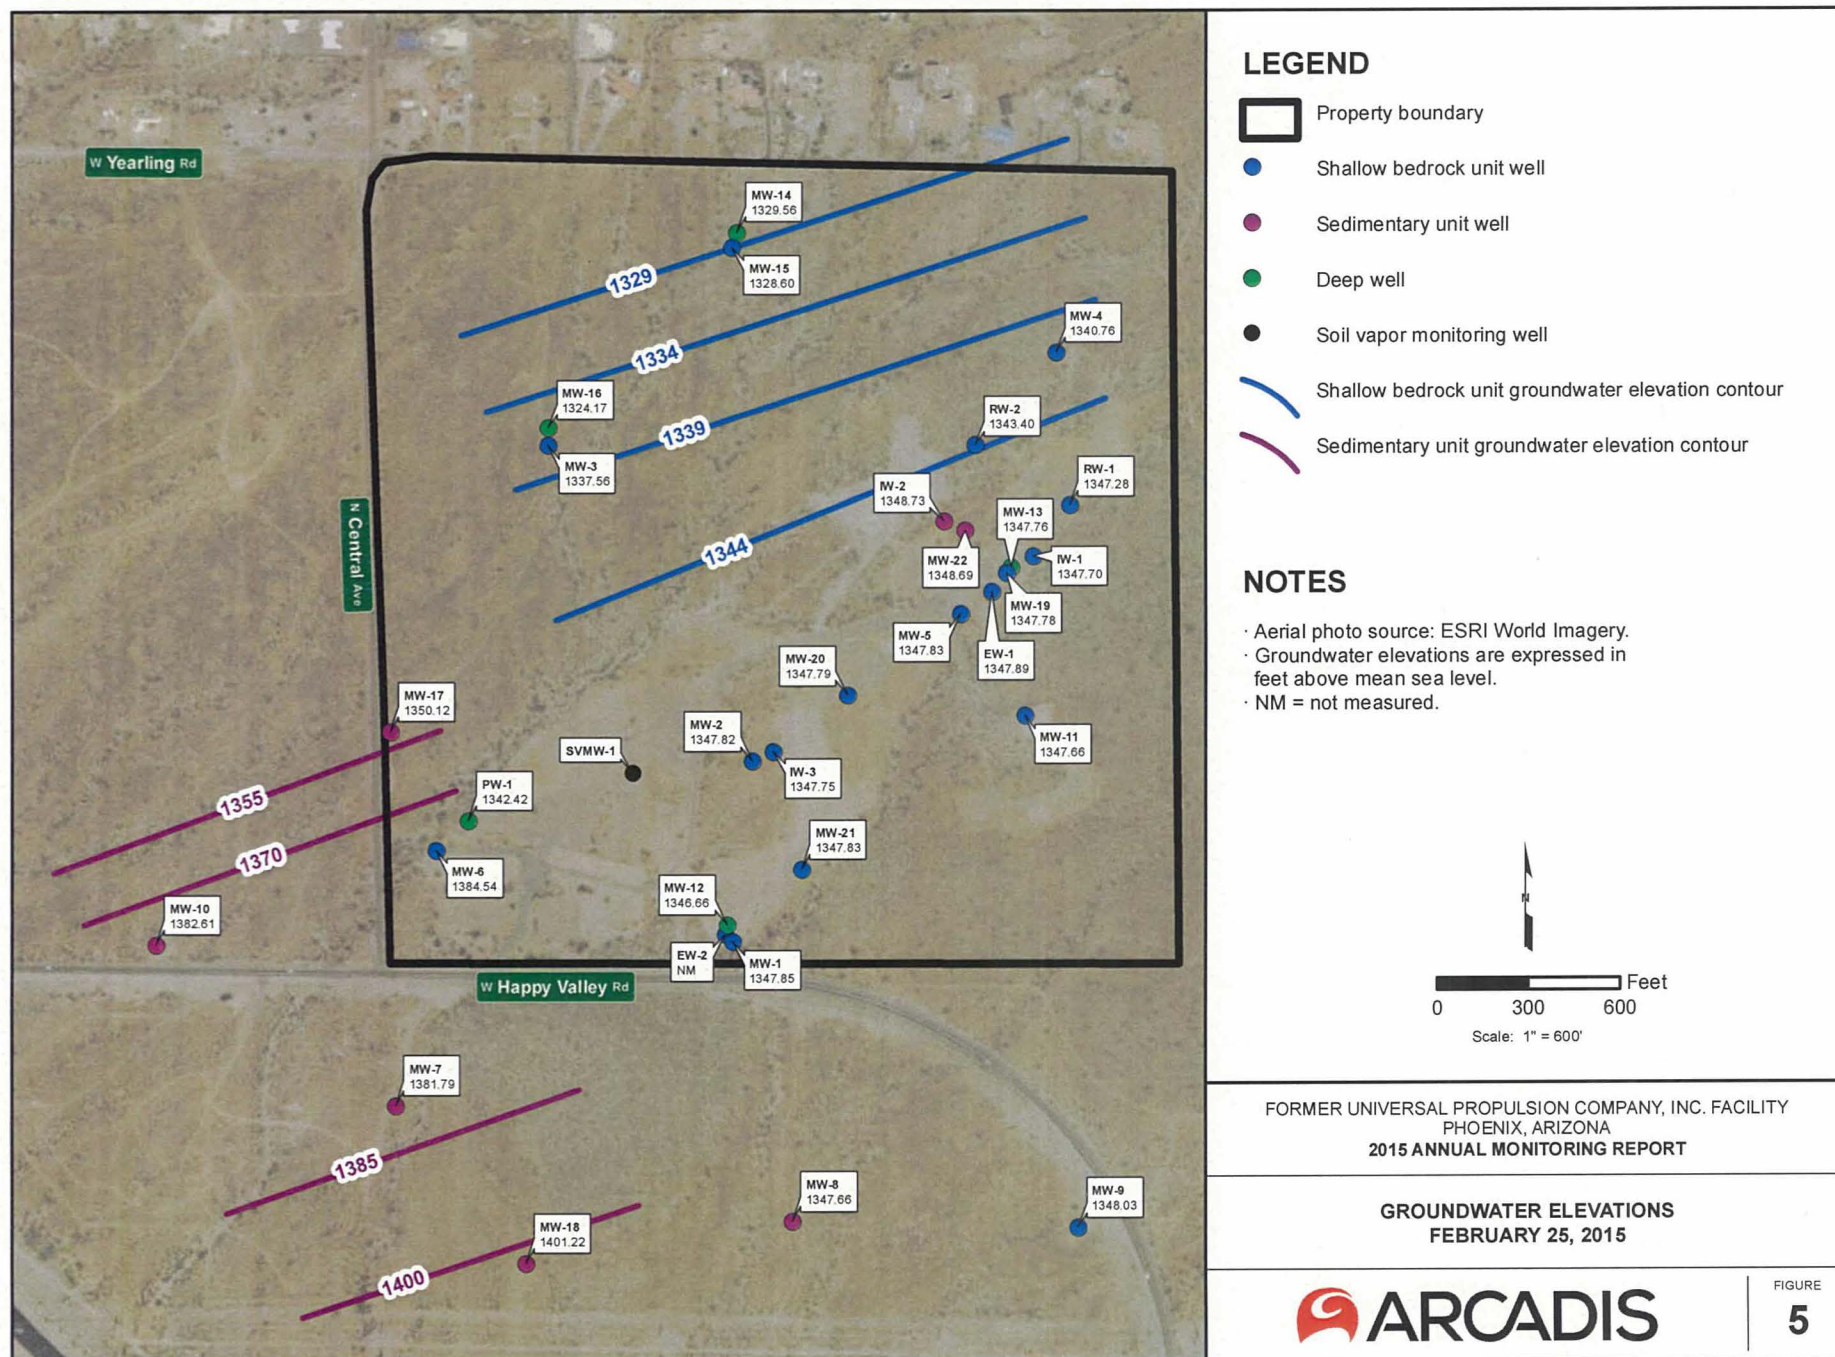 W Yearling Rd
MW-14
1329.56
MW-15
1328.60
1329
1334
MW-4
1340.76
MW-16
1324.17
MW-3
1337.56
1339
RW-2
1343.40
RW-1
1347.28
IW-2
1348.73
MW-13
1347.76
N Central Ave
1344
MW-22
1348.69
IW-1
1347.70
MW-19
1347.78
MW-5
1347.83
EW-1
1347.89
MW-20
1347.79
MW-17
1350.12
MW-2
1347.82
MW-11
1347.66
SVMW-1
IW-3
1347.75
PW-1
1342.42
1355
1370
MW-21
1347.83
MW-6
1384.54
MW-12
1346.66
MW-10
1382.61
EW-2
NM
MW-1
1347.85
W Happy Valley Rd
MW-7
1381.79
1385
MW-8
1347.66
MW-9
1348.03
MW-18
1401.22
1400
LEGEND
Property boundary
Shallow bedrock unit well
Sedimentary unit well
Deep well
Soil vapor monitoring well
Shallow bedrock unit groundwater elevation contour
Sedimentary unit groundwater elevation contour
NOTES
· Aerial photo source: ESRI World Imagery.
· Groundwater elevations are expressed in
feet above mean sea level.
· NM = not measured.
N
Feet
0 300 600
Scale: 1" = 600'
FORMER UNIVERSAL PROPULSION COMPANY, INC. FACILITY
PHOENIX, ARIZONA
2015 ANNUAL MONITORING REPORT
GROUNDWATER ELEVATIONS
FEBRUARY 25, 2015
ARCADIS
FIGURE
5